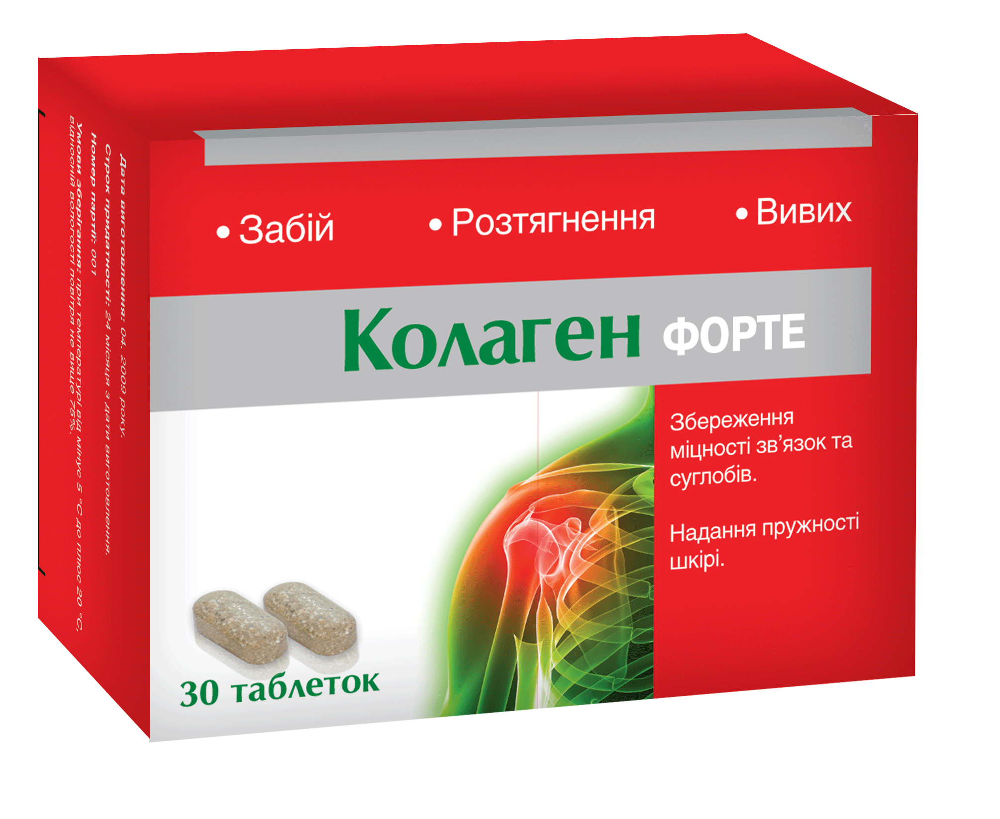 • Забій
• Розтягнення
• Вивих
Колаген ФОРТЕ
Збереження
міцності зв’язок та
суглобів.
Надання пружності
шкірі.
30 таблеток
Дата виготовлення: 04. 2009 року.
Строк придатності: 24 місяця з дати виготовлення.
Номер партії: 001
Умови зберігання: при температурі від мінус 5 °С до плюс 20 °С,
відносній вологості повітря не вище 75%.